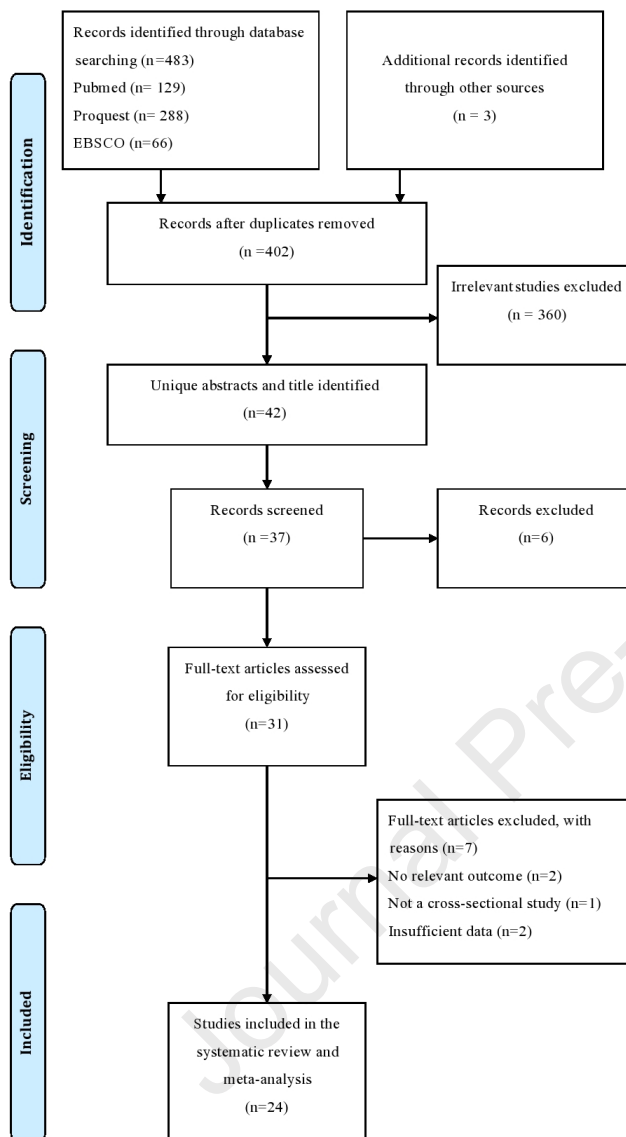 Records identified through database
searching (n=483)
Pubmed (n= 129)
Proquest (n= 288)
EBSCO (n=66)
Additional records identified
through other sources
(n = 3)
Identification
Records after duplicates removed
(n =402)
Irrelevant studies excluded
(n = 360)
Unique abstracts and title identified
(n=42)
Screening
Records screened
(n =37)
Records excluded
(n=6)
Full-text articles assessed
for eligibility
(n=31)
Eligibility
Full-text articles excluded, with
reasons (n=7)
No relevant outcome (n=2)
Not a cross-sectional study (n=1)
Insufficient data (n=2)
Included
Studies included in the
systematic review and
meta-analysis
(n=24)
Journal Pre-